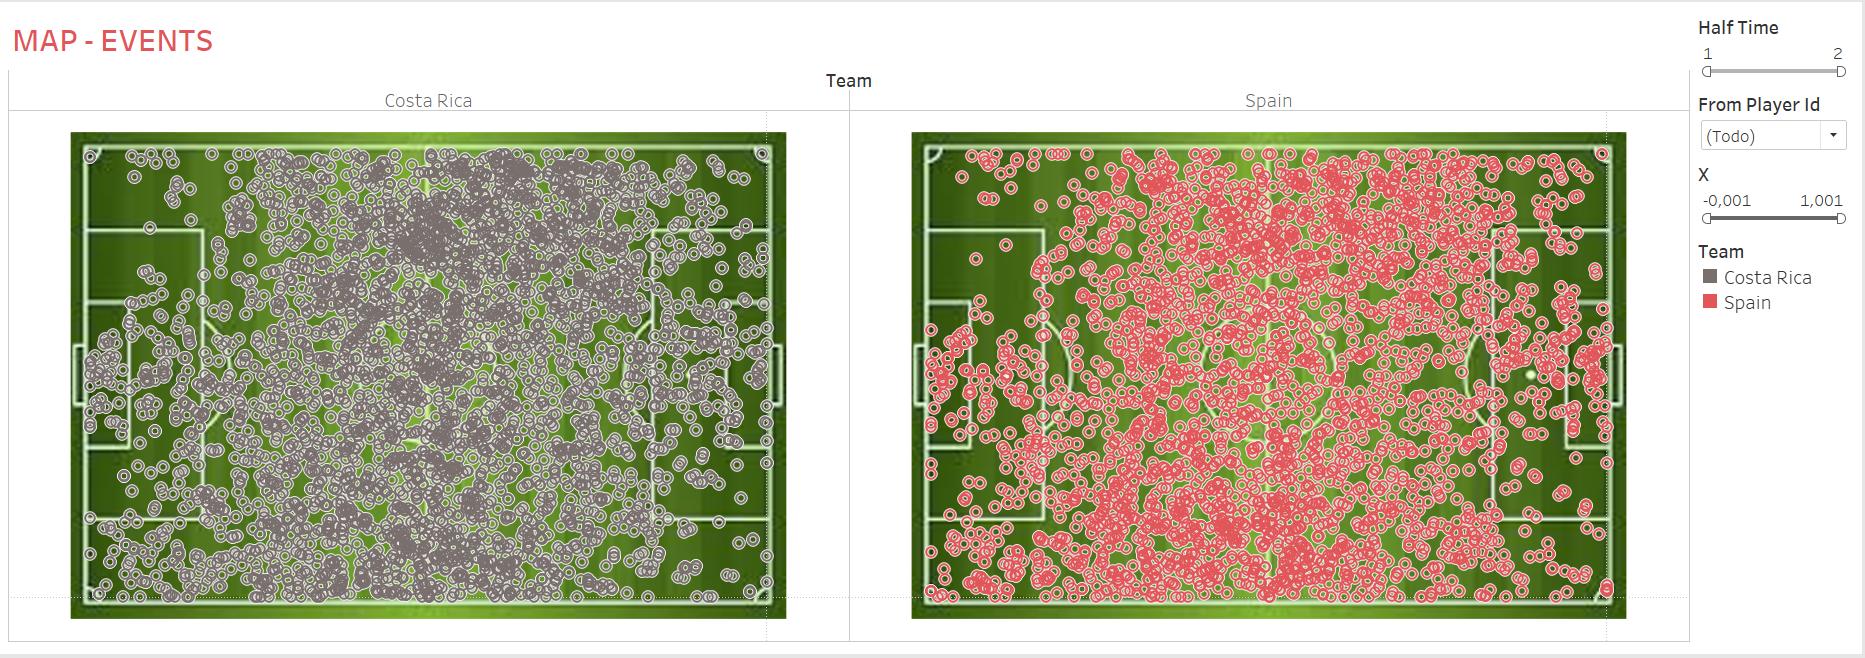 MAP - EVENTS
Team
Costa Rica
Spain
Half Time
1 2
From Player Id
(Todo)
X
-0,001 1,001
Team
Costa Rica
Spain